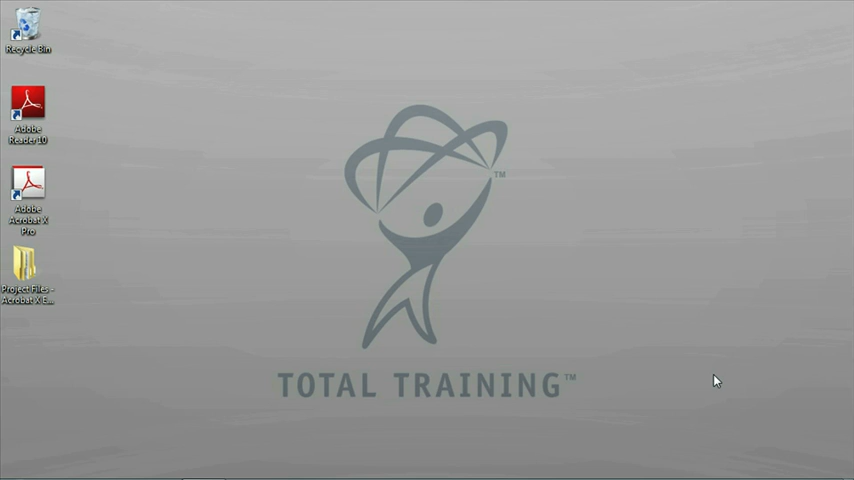 Recycle Bin
Adobe
Reader 10
Adobe
Acrobat X
Pro
Project Files -
Acrobat X E...
TM
TOTAL TRAINING™